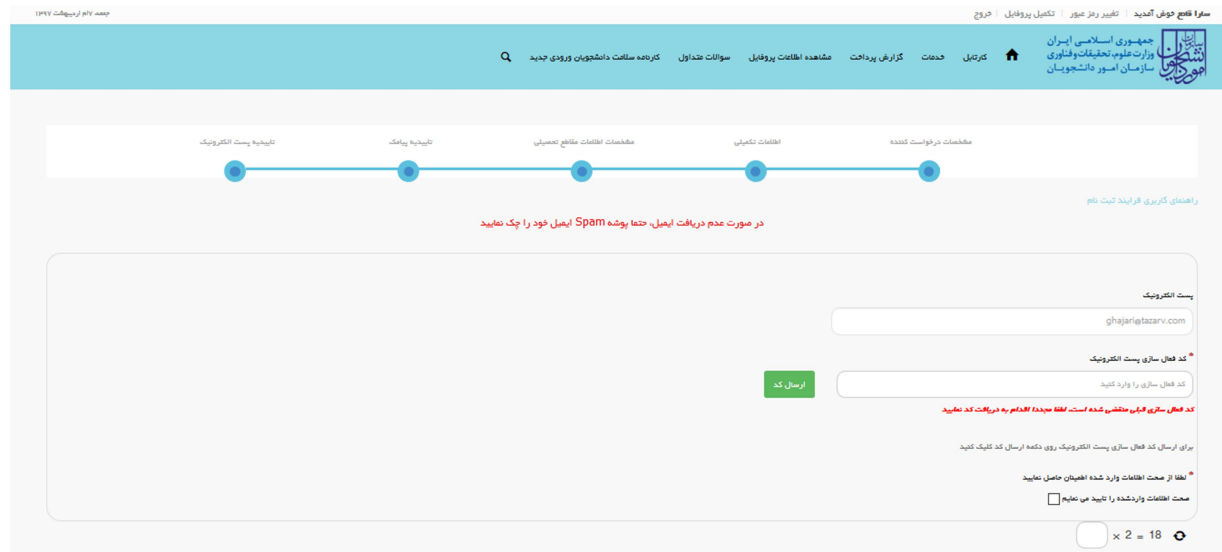 سارا قاجع خوش آمدید | تغییر رمز عبور | تکمیل پروفایل | خروج
جمعه ۷ام اردیبهشت ۱۳۹۷
جمهوری اسلامی ایران
وزارت علوم، تحقیقات و فناوری
سازمان امور دانشجویان
سازمان امور دانشجویان
کارتابل خدمات گزارش پرداخت مشاهده اطلاعات پروفایل سوالات متداول کارنامه سلامت دانشجویان ورودی جدید
مشخصات درخواست کننده اطلاعات تکمیلی مشخصات اطلاعات مقاطع تحصیلی تاییدیه پیامک تاییدیه پست الکترونیک
راهنمای کاربری فرایند ثبت نام
در صورت عدم دریافت ایمیل، حتما پوشه Spam ایمیل خود را چک نمایید
پست الکترونیک
ghajari@tazarv.com
* کد فعال سازی پست الکترونیک
کد فعال سازی را وارد کنید
ارسال کد
کد فعال سازی قبلی منقضی شده است، لطفا مجددا اقدام به دریافت کد نمایید
برای ارسال کد فعال سازی پست الکترونیک روی دکمه ارسال کد کلیک کنید
* لطفا از صحت اطلاعات وارد شده اطمینان حاصل نمایید
صحت اطلاعات واردشده را تایید می نمایم
× 2 = 18